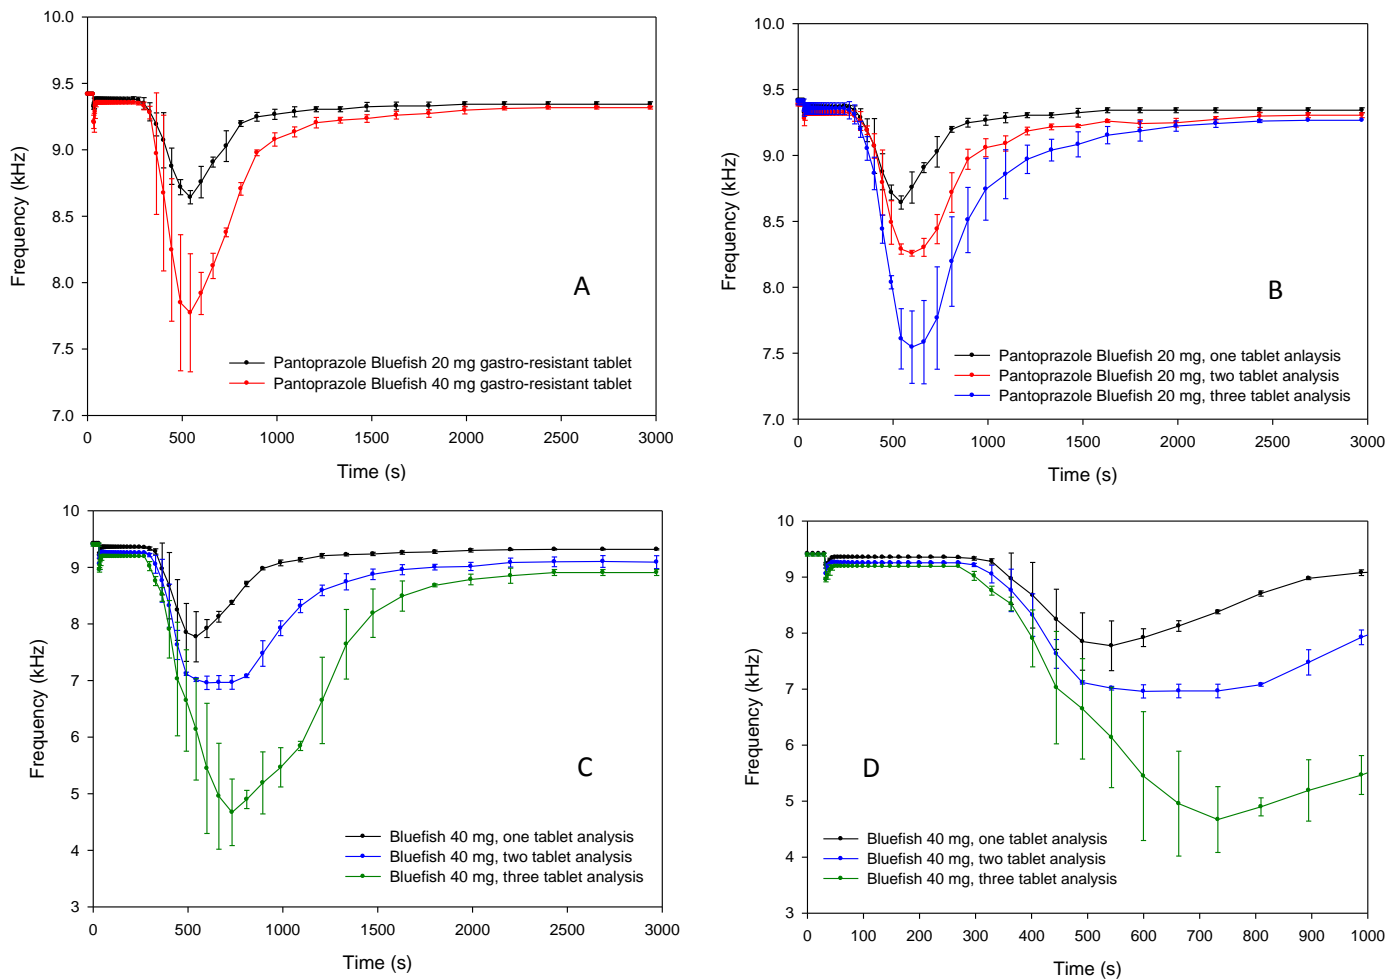 10.0
9.5
9.0
8.5
8.0
7.5
7.0
Frequency (kHz)
A
Pantoprazole Bluefish 20 mg gastro-resistant tablet
Pantoprazole Bluefish 40 mg gastro-resistant tablet
0 500 1000 1500 2000 2500 3000
Time (s)
10.0
9.5
9.0
8.5
8.0
7.5
7.0
Frequency (kHz)
B
Pantoprazole Bluefish 20 mg, one tablet anlaysis
Pantoprazole Bluefish 20 mg, two tablet analysis
Pantoprazole Bluefish 20 mg, three tablet analysis
0 500 1000 1500 2000 2500 3000
Time (s)
10
9
8
7
6
5
4
3
Frequency (kHz)
C
Bluefish 40 mg, one tablet analysis
Bluefish 40 mg, two tablet analysis
Bluefish 40 mg, three tablet analysis
0 500 1000 1500 2000 2500 3000
Time (s)
10
9
8
7
6
5
4
3
Frequency (kHz)
D
Bluefish 40 mg, one tablet analysis
Bluefish 40 mg, two tablet analysis
Bluefish 40 mg, three tablet analysis
0 100 200 300 400 500 600 700 800 900 1000
Time (s)